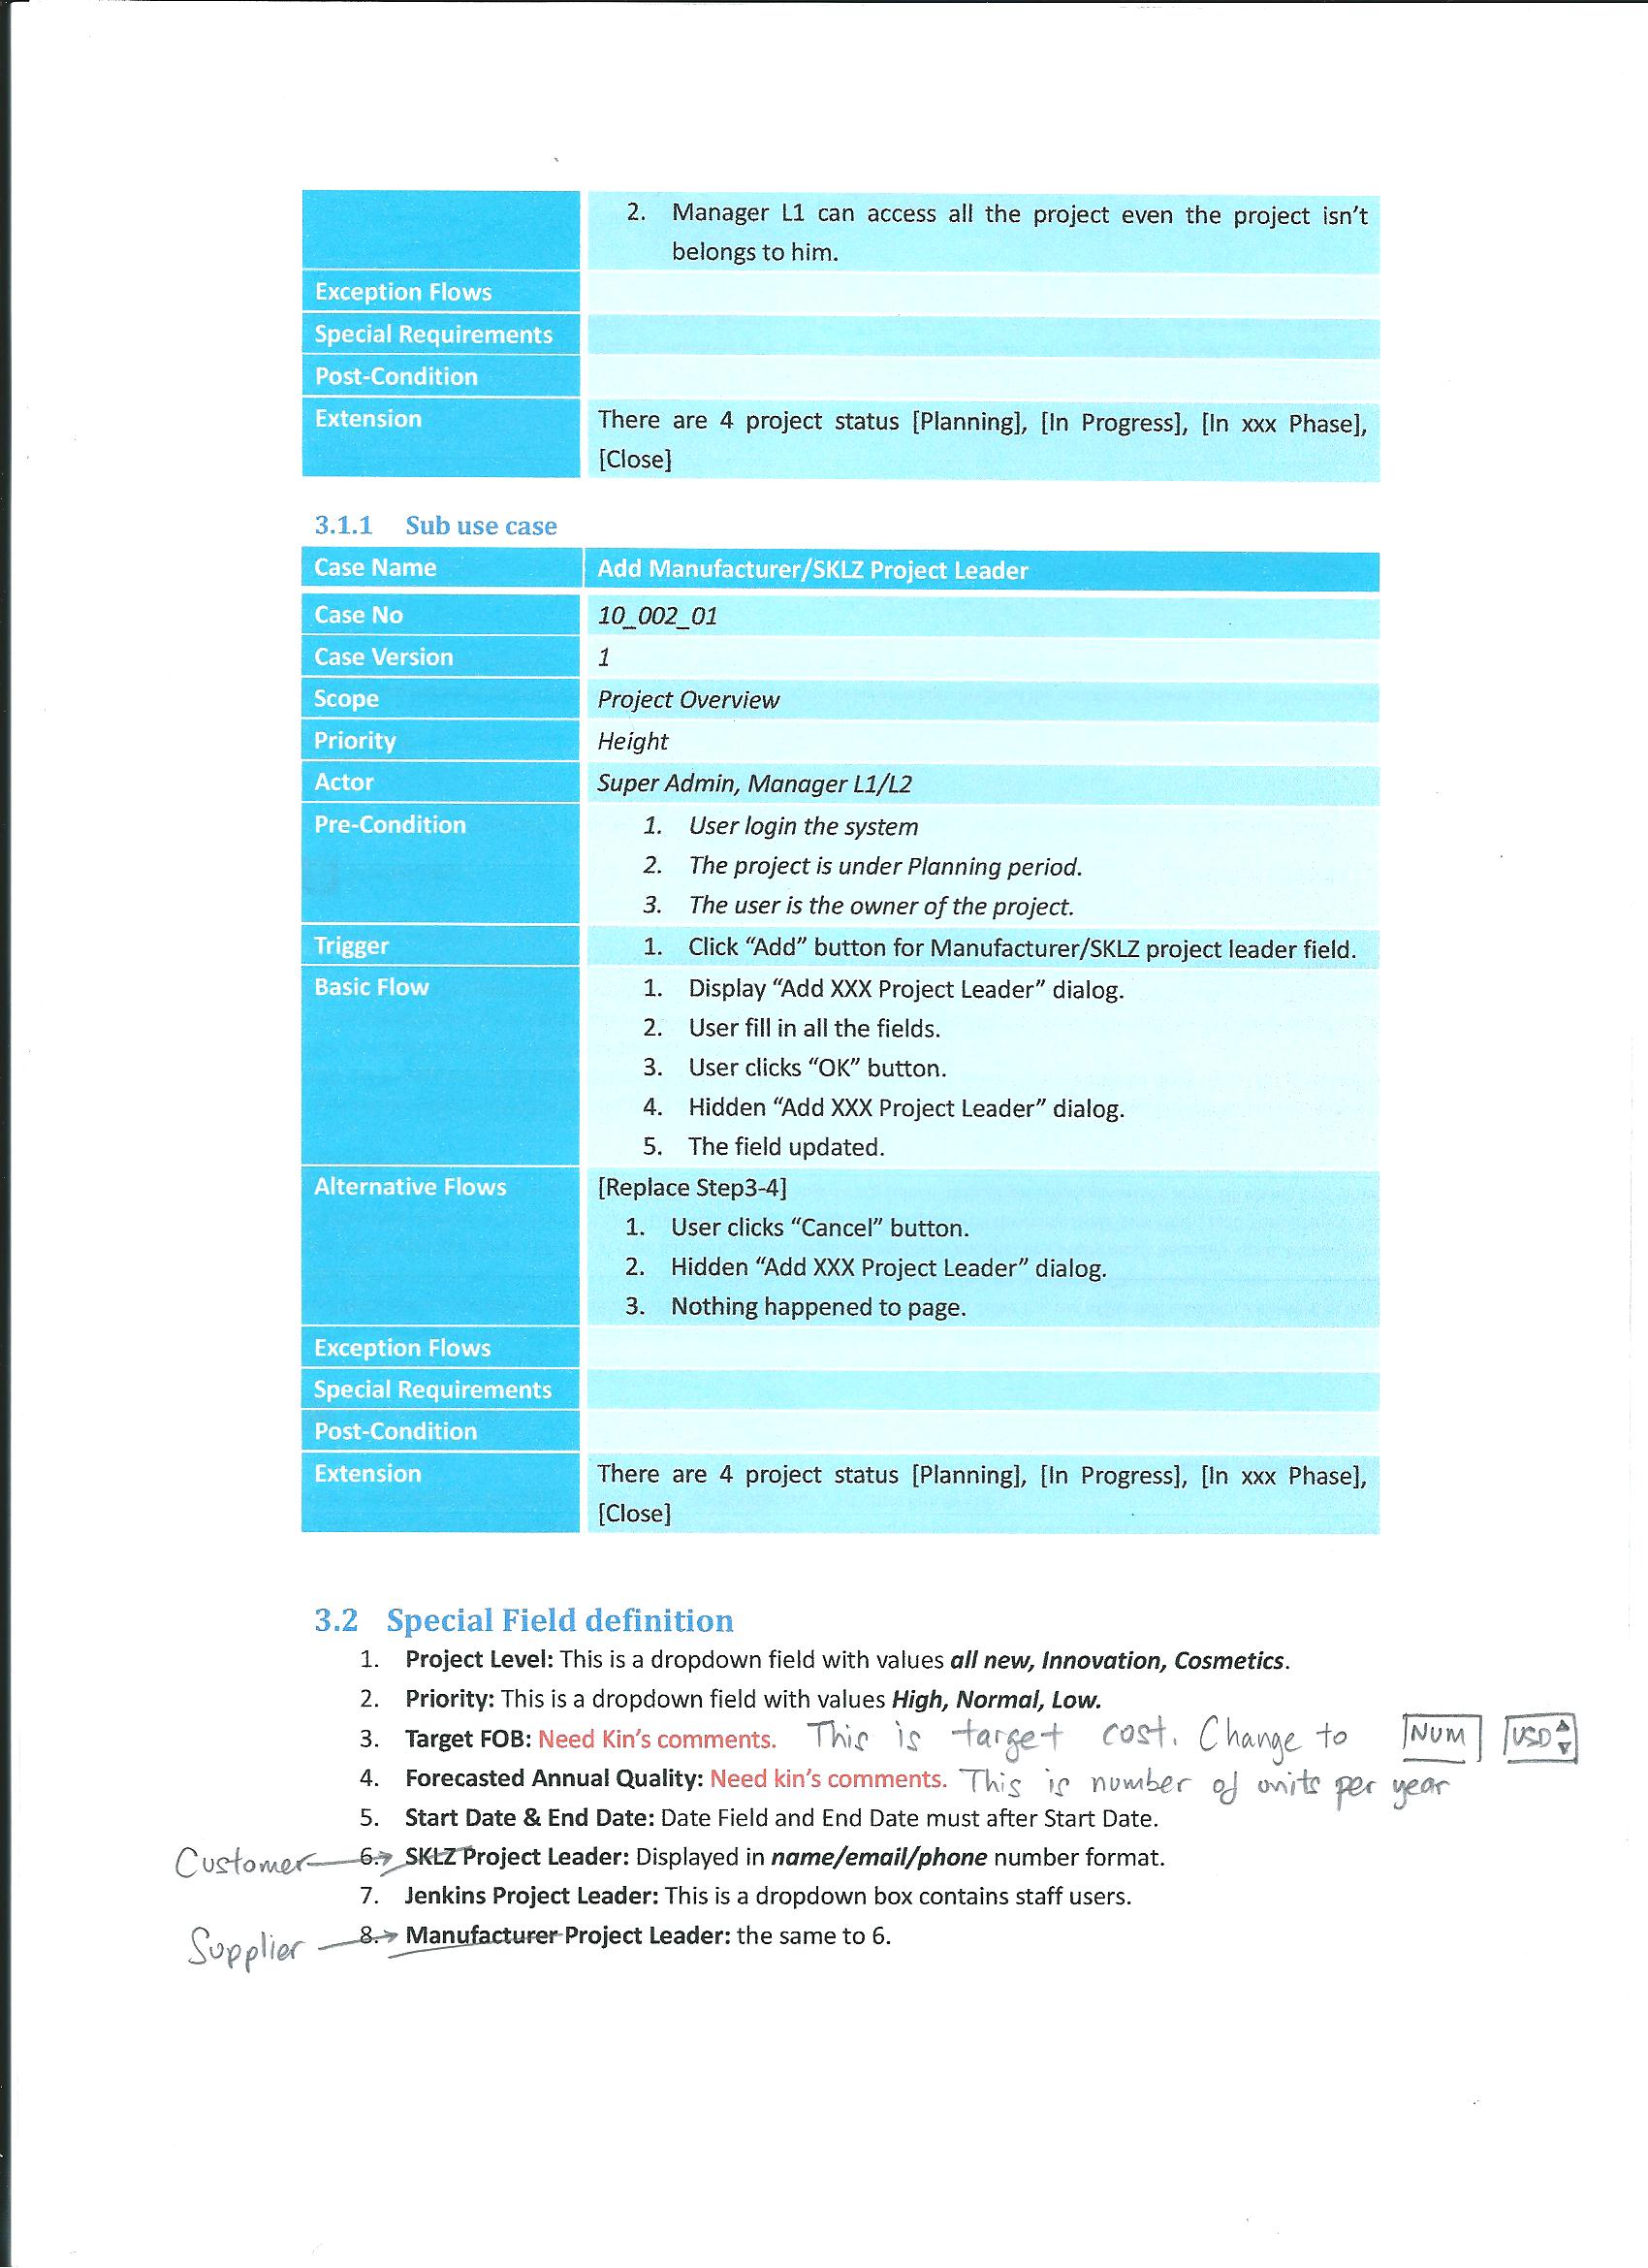 2. Manager L1 can access all the project even the project isn't
belongs to him.
Exception Flows
Special Requirements
Post-Condition
Extension There are 4 project status [Planning], [In Progress], [In xxx Phase],
[Close]
3.1.1 Sub use case
Case Name Add Manufacturer/SKLZ Project Leader
Case No 10_002_01
Case Version 1
Scope Project Overview
Priority Height
Actor Super Admin, Manager L1/L2
Pre-Condition 1. User login the system
2. The project is under Planning period.
3. The user is the owner of the project.
Trigger 1. Click “Add” button for Manufacturer/SKLZ project leader field.
Basic Flow 1. Display “Add XXX Project Leader” dialog.
2. User fill in all the fields.
3. User clicks “OK” button.
4. Hidden “Add XXX Project Leader” dialog.
5. The field updated.
Alternative Flows [Replace Step3-4]
1. User clicks “Cancel” button.
2. Hidden “Add XXX Project Leader” dialog.
3. Nothing happened to page.
Exception Flows
Special Requirements
Post-Condition
Extension There are 4 project status [Planning], [In Progress], [In xxx Phase],
[Close]
3.2 Special Field definition
1. Project Level: This is a dropdown field with values all new, Innovation, Cosmetics.
2. Priority: This is a dropdown field with values High, Normal, Low.
3. Target FOB: Need Kin's comments. This is target cost. Change to NUM USD
4. Forecasted Annual Quality: Need kin's comments. This is number of units per year
5. Start Date & End Date: Date Field and End Date must after Start Date.
Customer 6. SKLZ Project Leader: Displayed in name/email/phone number format.
7. Jenkins Project Leader: This is a dropdown box contains staff users.
Supplier 8. Manufacturer Project Leader: the same to 6.